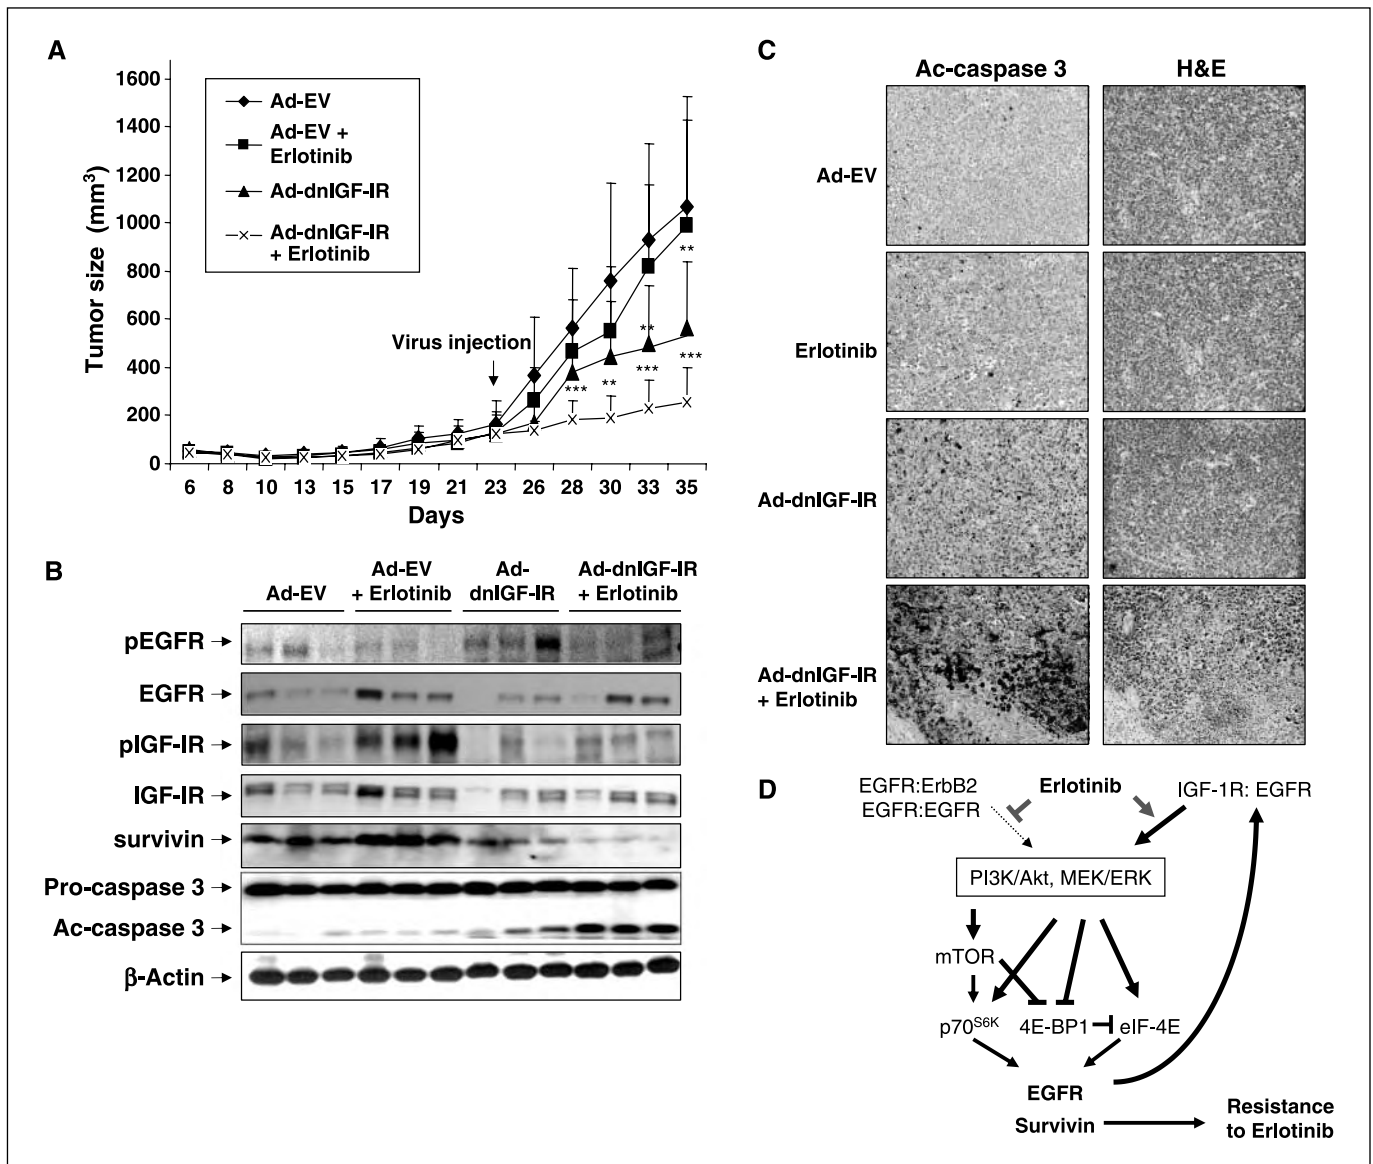 A
Tumor size (mm³)
1600
1400
1200
1000
800
600
400
200
0
Ad-EV
Ad-EV +
Erlotinib
Ad-dnIGF-IR
Ad-dnIGF-IR
+ Erlotinib
Virus injection
**
**
***
***
**
***
6 8 10 13 15 17 19 21 23 26 28 30 33 35
Days
B
Ad-EV
Ad-EV
+ Erlotinib
Ad-
dnIGF-IR
Ad-dnIGF-IR
+ Erlotinib
pEGFR
EGFR
pIGF-IR
IGF-IR
survivin
Pro-caspase 3
Ac-caspase 3
β-Actin
C
Ac-caspase 3 H&E
Ad-EV
Erlotinib
Ad-dnIGF-IR
Ad-dnIGF-IR
+ Erlotinib
D
EGFR:ErbB2
EGFR:EGFR
Erlotinib
IGF-1R: EGFR
PI3K/Akt, MEK/ERK
mTOR
p70S6K 4E-BP1 eIF-4E
EGFR
Survivin
Resistance
to Erlotinib